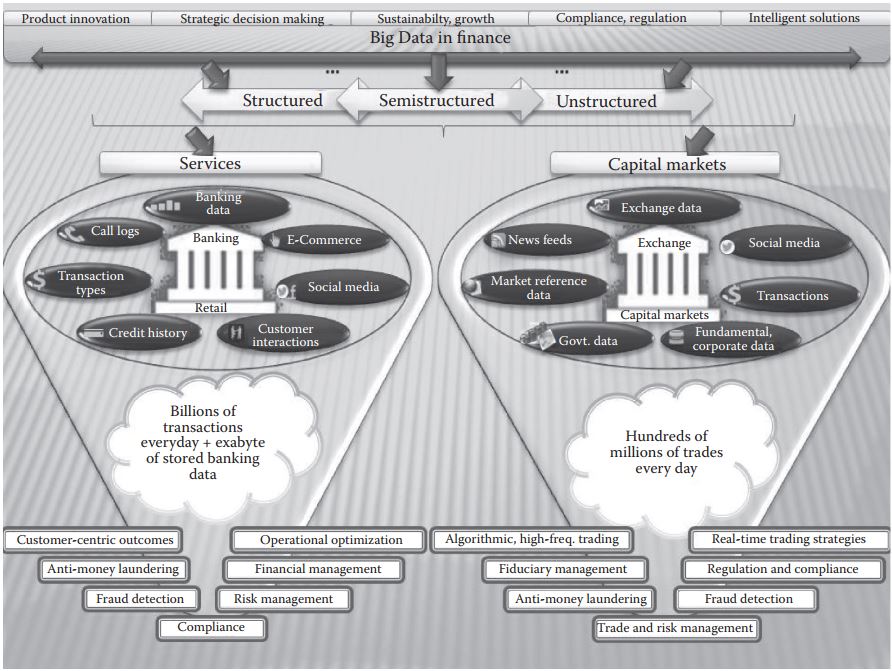 Product innovation
Strategic decision making
Sustainabilty, growth
Compliance, regulation
Intelligent solutions
Big Data in finance
...
...
Structured
Semistructured
Unstructured
Services
Banking
data
Call logs
Banking
E-Commerce
Transaction
types
Social media
Retail
Credit history
Customer
interactions
Billions of
transactions
everyday + exabyte
of stored banking
data
Customer-centric outcomes
Operational optimization
Anti-money laundering
Financial management
Fraud detection
Risk management
Compliance
Capital markets
Exchange data
News feeds
Exchange
Social media
Market reference
data
Transactions
Capital markets
Govt. data
Fundamental,
corporate data
Hundreds of
millions of trades
every day
Algorithmic, high-freq. trading
Real-time trading strategies
Fiduciary management
Regulation and compliance
Anti-money laundering
Fraud detection
Trade and risk management